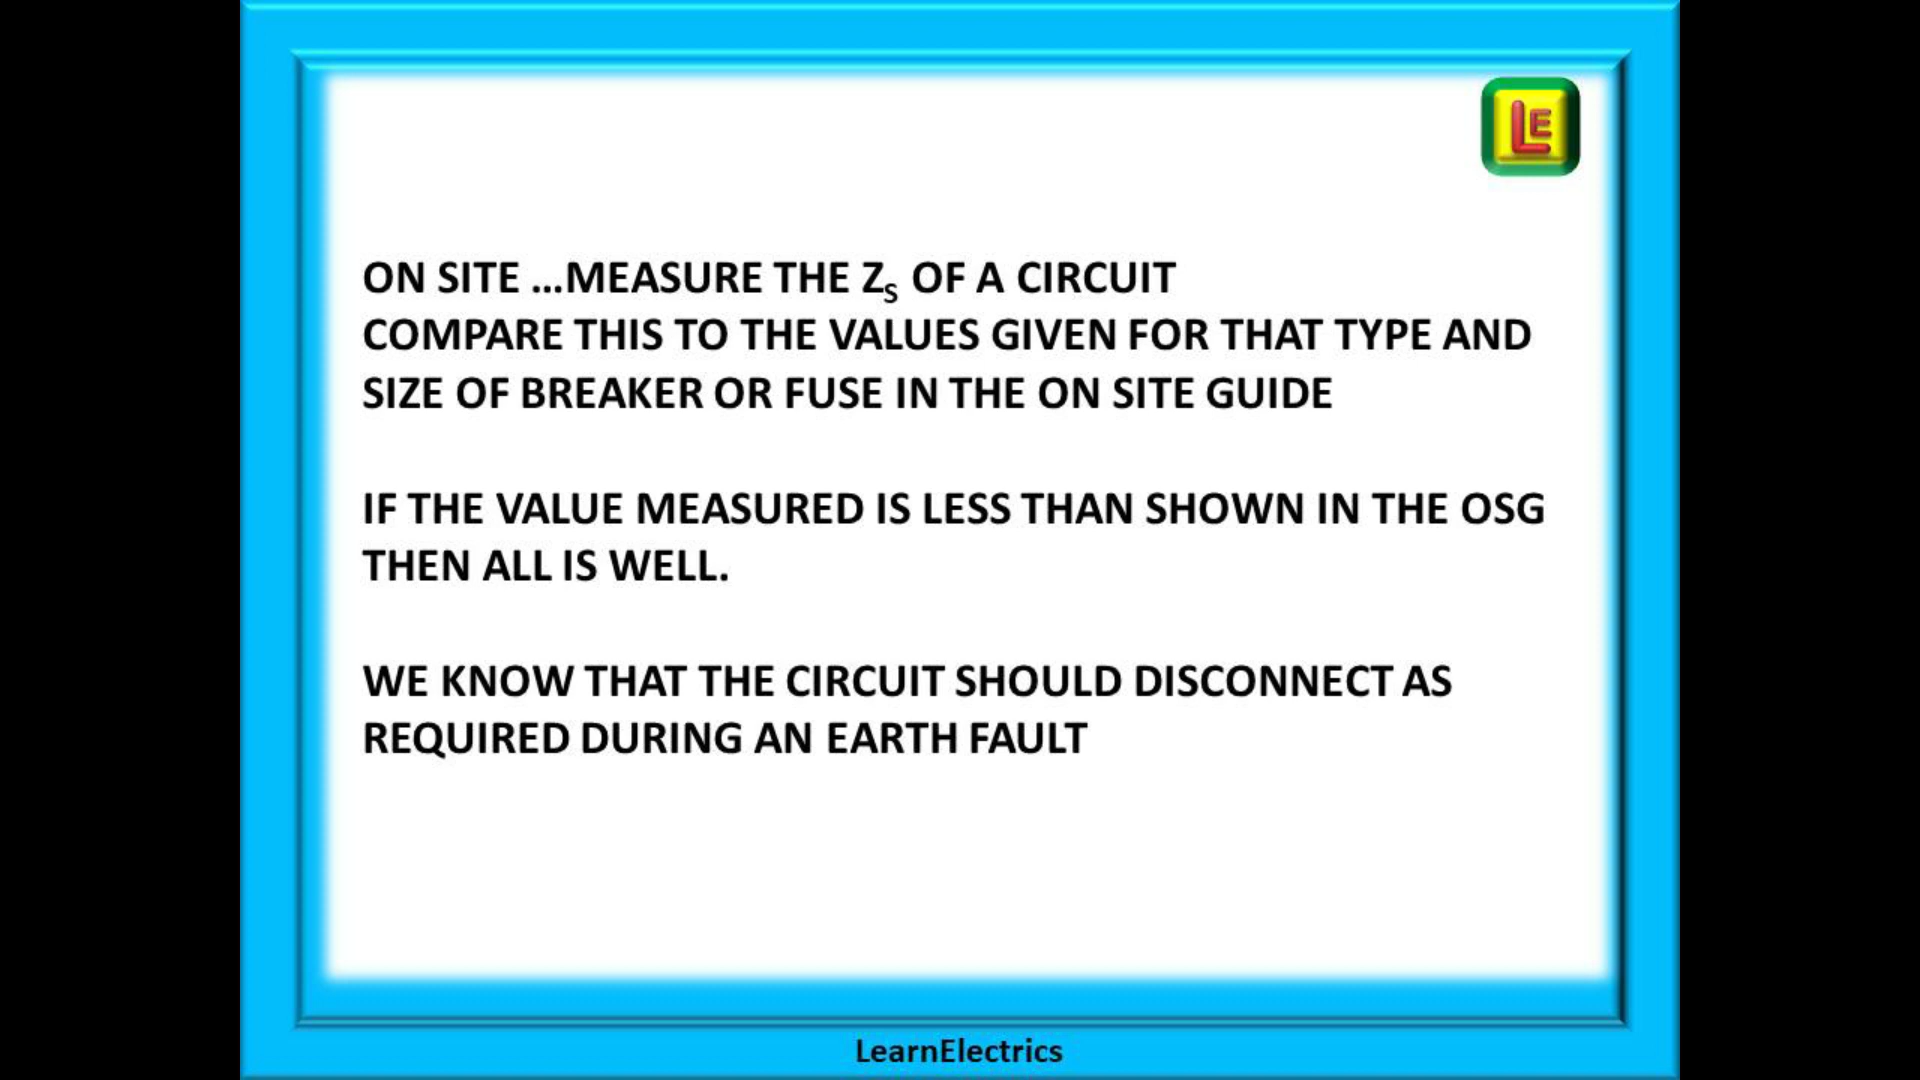 LE
ON SITE ...MEASURE THE ZS OF A CIRCUIT
COMPARE THIS TO THE VALUES GIVEN FOR THAT TYPE AND
SIZE OF BREAKER OR FUSE IN THE ON SITE GUIDE
IF THE VALUE MEASURED IS LESS THAN SHOWN IN THE OSG
THEN ALL IS WELL.
WE KNOW THAT THE CIRCUIT SHOULD DISCONNECT AS
REQUIRED DURING AN EARTH FAULT
LearnElectrics